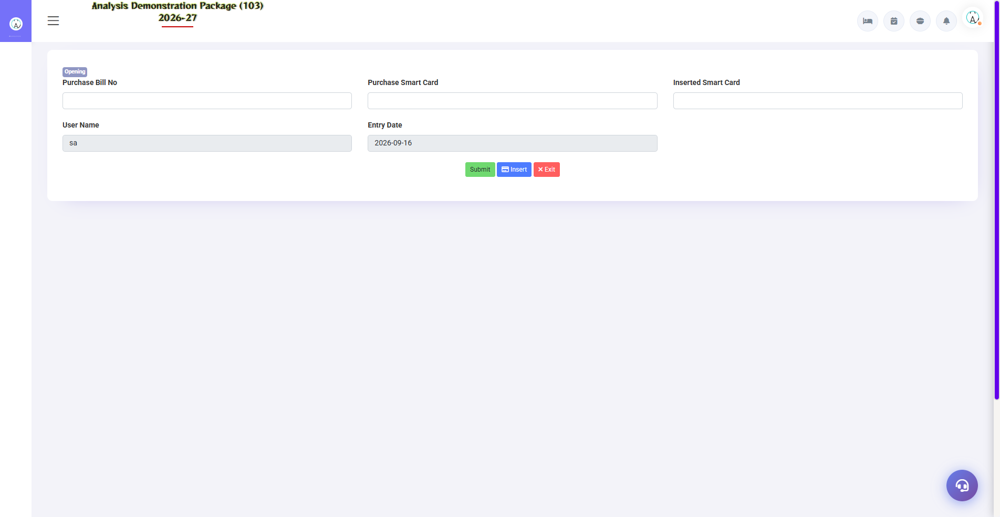 Analysis Demonstration Package (103)
2026-27
Opening
Purchase Bill No
Purchase Smart Card
Inserted Smart Card
User Name
Entry Date
sa
2026-09-16
Submit
Insert
Exit